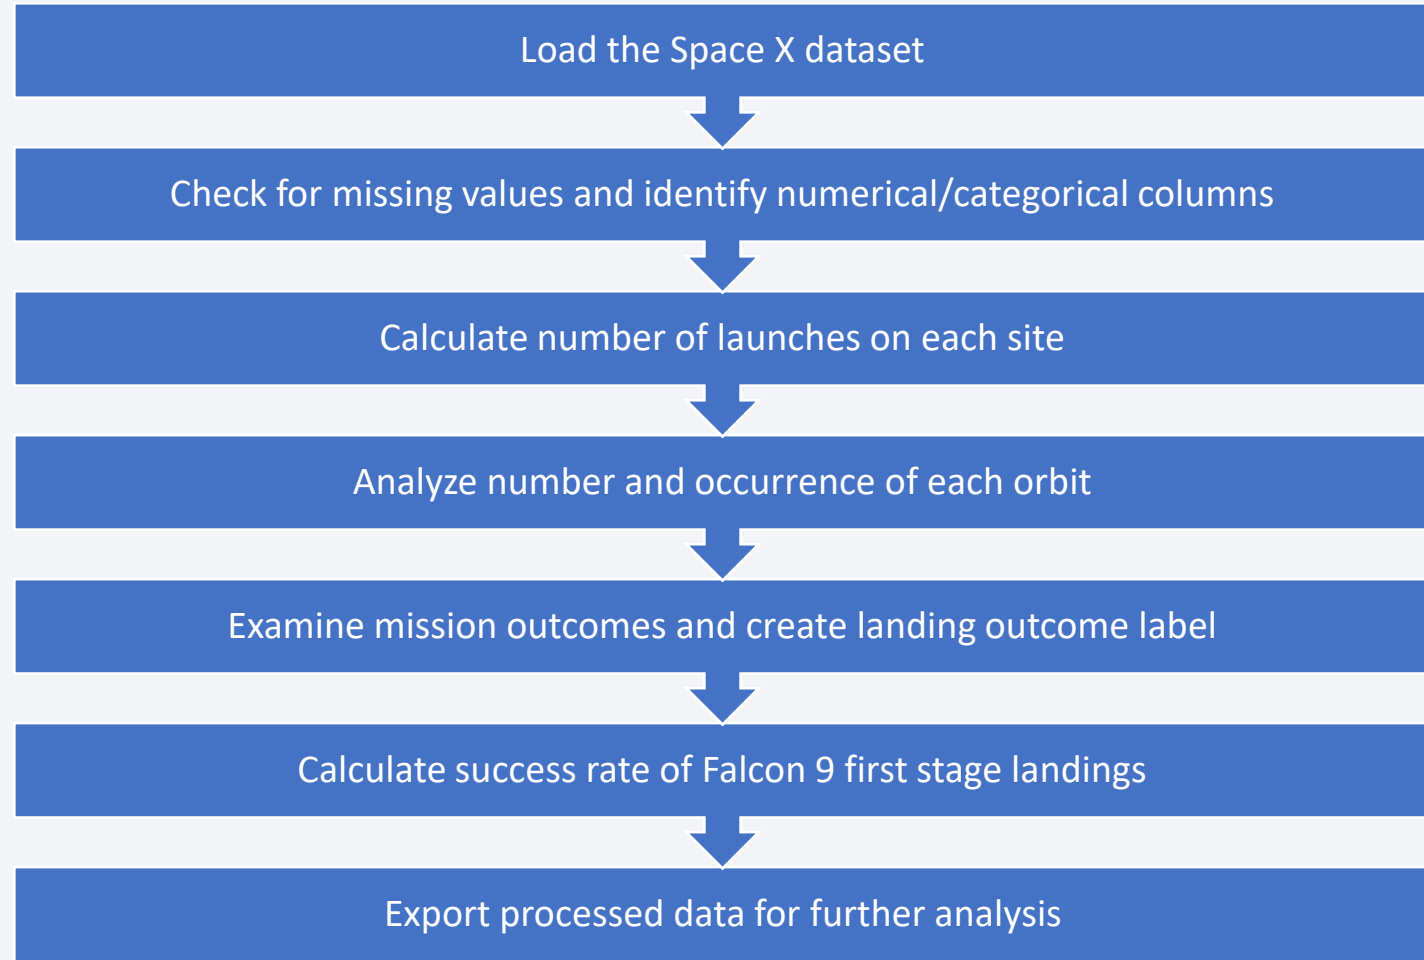 Load the Space X dataset
Check for missing values and identify numerical/categorical columns
Calculate number of launches on each site
Analyze number and occurrence of each orbit
Examine mission outcomes and create landing outcome label
Calculate success rate of Falcon 9 first stage landings
Export processed data for further analysis